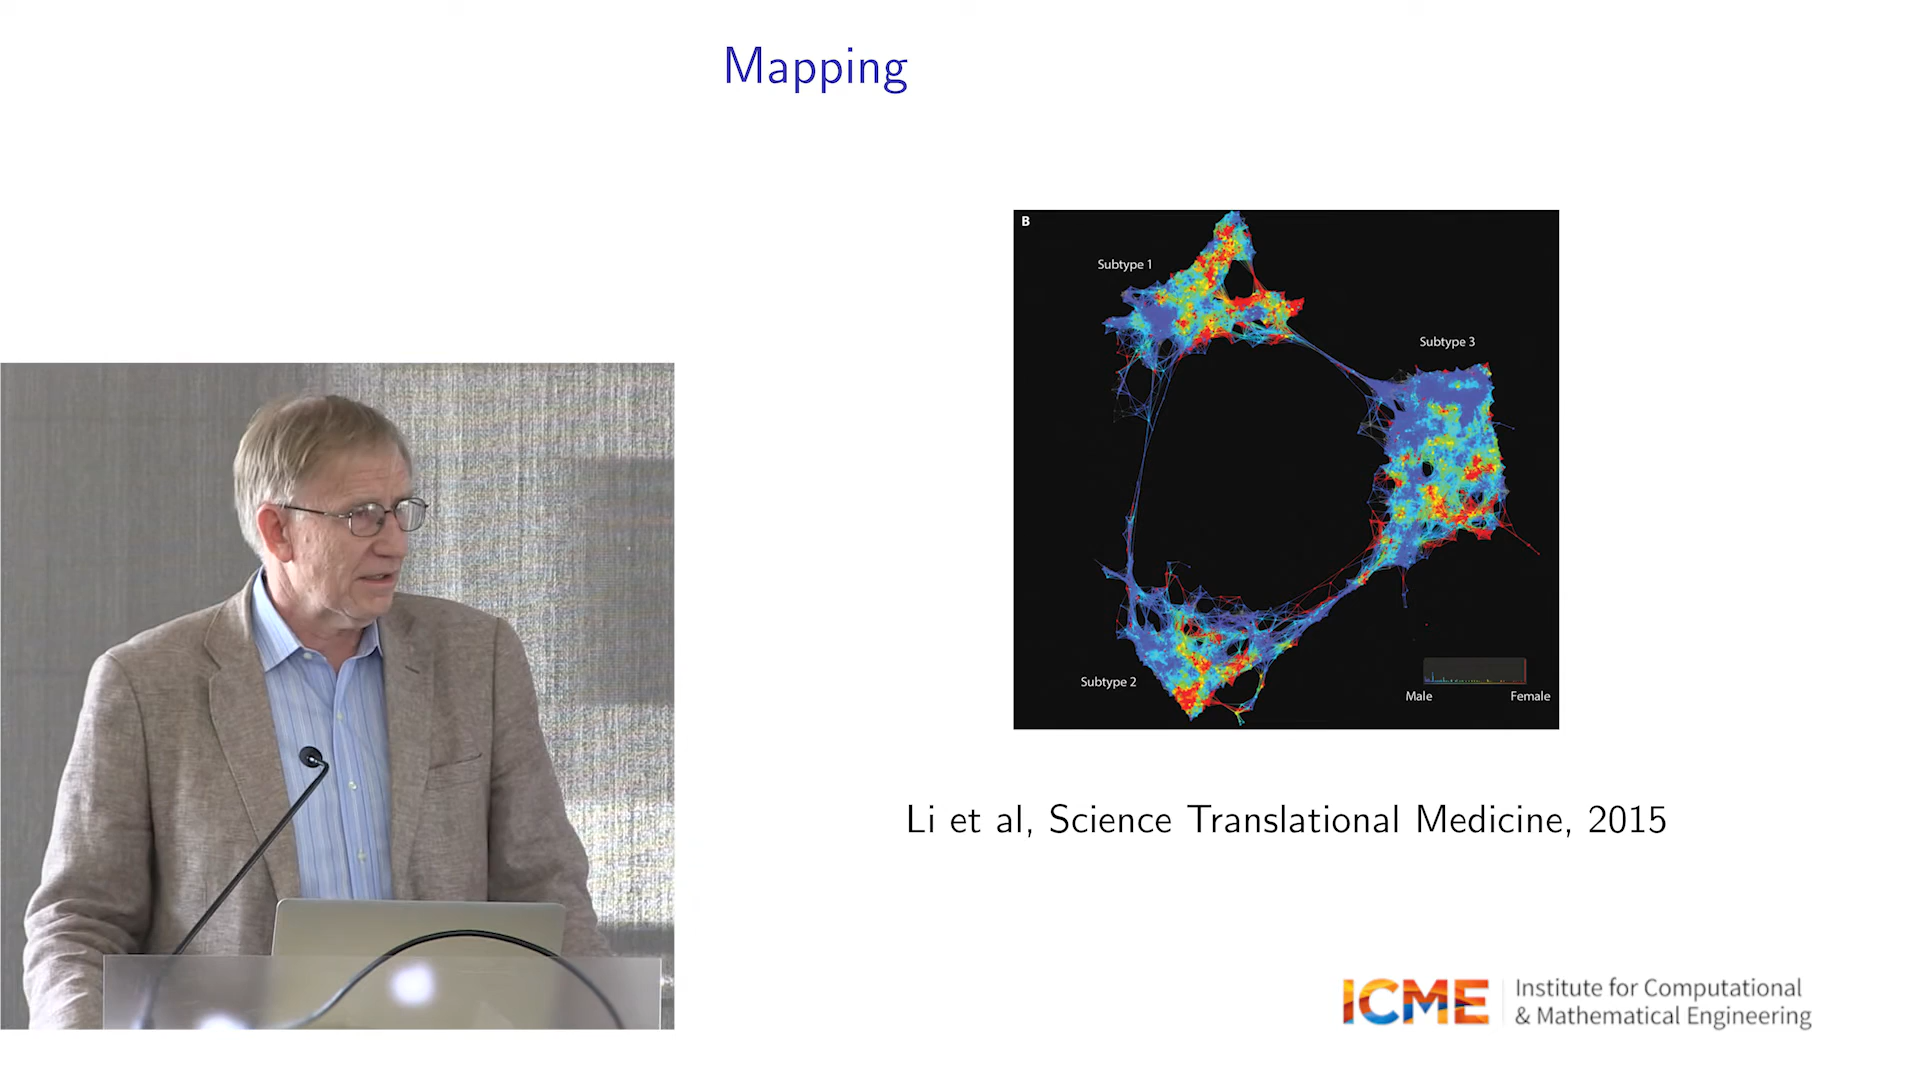 Mapping
B
Subtype 1
Subtype 3
Subtype 2
Male Female
Li et al, Science Translational Medicine, 2015
ICME Institute for Computational
& Mathematical Engineering